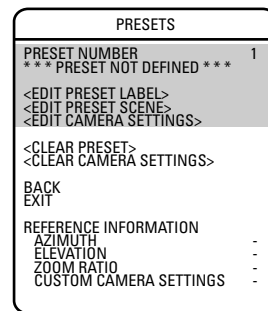 PRESETS
PRESET NUMBER 1
* * * PRESET NOT DEFINED * * *
<EDIT PRESET LABEL>
<EDIT PRESET SCENE>
<EDIT CAMERA SETTINGS>
<CLEAR PRESET>
<CLEAR CAMERA SETTINGS>
BACK
EXIT
REFERENCE INFORMATION
AZIMUTH -
ELEVATION -
ZOOM RATIO -
CUSTOM CAMERA SETTINGS -